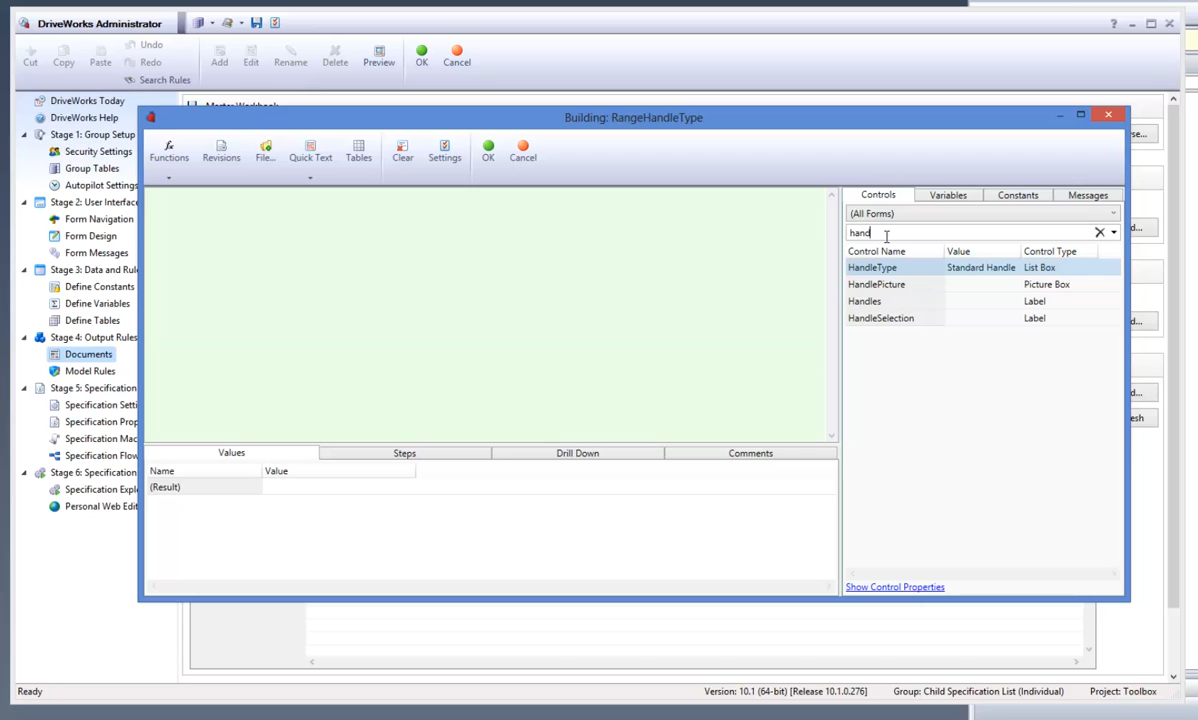 DriveWorks Administrator
Cut Copy Paste Undo Redo Search Rules Add Edit Rename Delete Preview OK Cancel
DriveWorks Today
DriveWorks Help
Stage 1: Group Setup
Security Settings
Group Tables
Autopilot Settings
Stage 2: User Interface
Form Navigation
Form Design
Form Messages
Stage 3: Data and Rul
Define Constants
Define Variables
Define Tables
Stage 4: Output Rules
Documents
Model Rules
Stage 5: Specification
Specification Setti
Specification Prop
Specification Mac
Specification Flow
Stage 6: Specification
Specification Explo
Personal Web Edit
Building: RangeHandleType
Functions Revisions File... Quick Text Tables Clear Settings OK Cancel
Controls Variables Constants Messages
(All Forms)
hand
Control Name Value Control Type
HandleType Standard Handle List Box
HandlePicture Picture Box
Handles Label
HandleSelection Label
Show Control Properties
Values Steps Drill Down Comments
Name Value
(Result)
se...
d...
d...
d...
esh
Ready Version: 10.1 (64-bit) [Release 10.1.0.276] Group: Child Specification List (Individual) Project: Toolbox